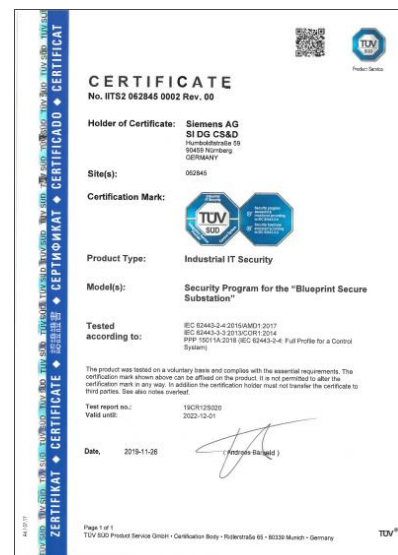 TÜV SÜD
Product Service
CERTIFICATE
No. IITS2 062845 0002 Rev. 00
Holder of Certificate: Siemens AG
SI DG CS&D
Humboldtstraße 59
90459 Nürnberg
GERMANY
Site(s): 062845
Certification Mark:
TÜV
SÜD
Product Type: Industrial IT Security
Model(s): Security Program for the "Blueprint Secure
Substation"
Tested
according to:
IEC 62443-2-4:2015/AMD1:2017
IEC 62443-3-3:2013/COR1:2014
PPP 15011A:2018 (IEC 62443-2-4: Full Profile for a Control
System)
The product was tested on a voluntary basis and complies with the essential requirements. The
certification mark shown above can be affixed on the product. It is not permitted to alter the
certification mark in any way. In addition the certification holder must not transfer the certificate to
third parties. See also notes overleaf.
Test report no.: 19CR12S020
Valid until: 2022-12-01
Date, 2019-11-26
Page 1 of 1
TÜV SÜD Product Service GmbH • Certification Body • Ridlerstraße 65 • 80339 Munich • Germany
TÜV®
ZERTIFIKAT ◆ CERTIFICATE ◆ 認證證書 ◆ СЕРТИФИКАТ ◆ CERTIFICADO ◆ CERTIFICAT